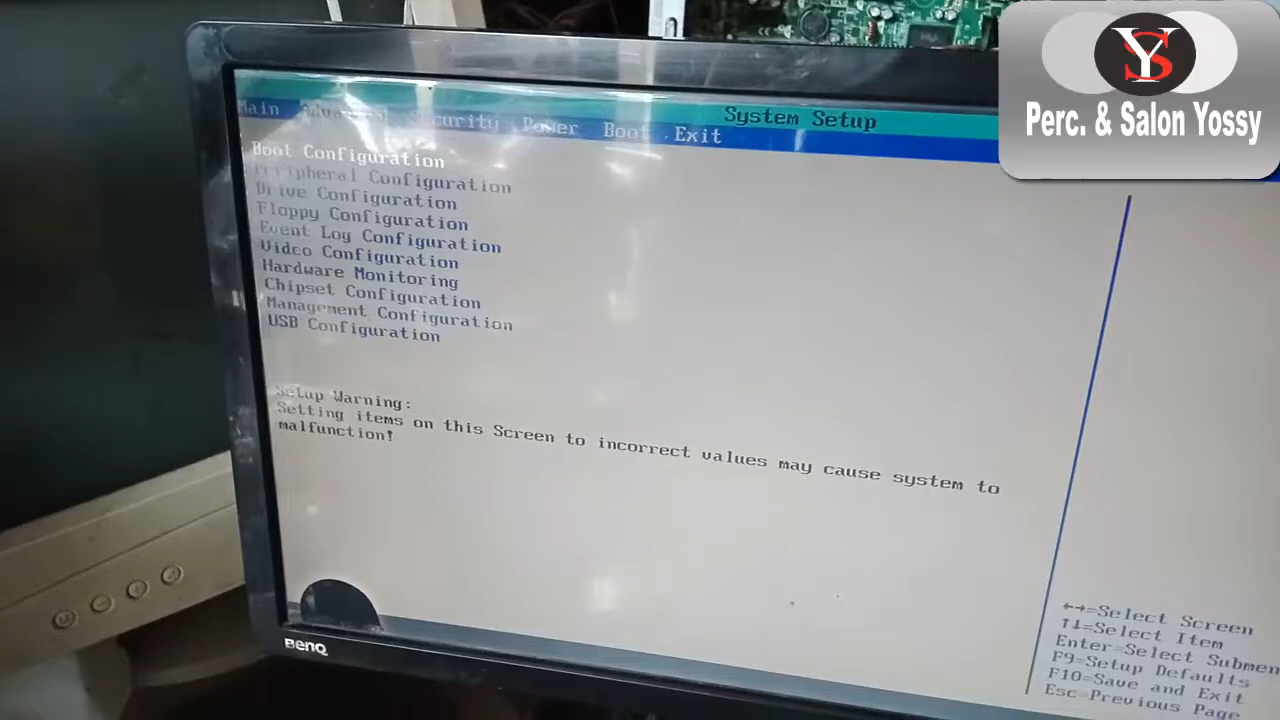 YS
Perc. & Salon Yossy
System Setup
Main Advanced Security Power Boot Exit
Boot Configuration
Peripheral Configuration
Drive Configuration
Floppy Configuration
Event Log Configuration
Video Configuration
Hardware Monitoring
Chipset Configuration
Management Configuration
USB Configuration
Setup Warning:
Setting items on this Screen to incorrect values may cause system to
malfunction!
←→=Select Screen
↑↓=Select Item
Enter=Select Submen
F9=Setup Defaults
F10=Save and Exit
Esc=Previous Page
BenQ